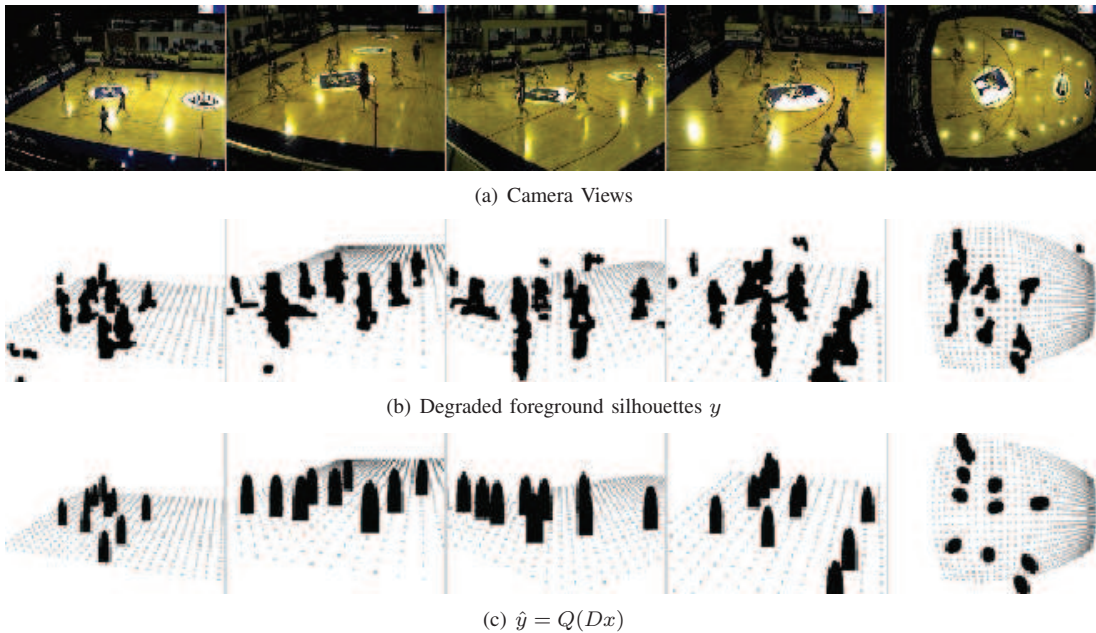 (a) Camera Views
(b) Degraded foreground silhouettes y
(c) ŷ = Q(Dx)